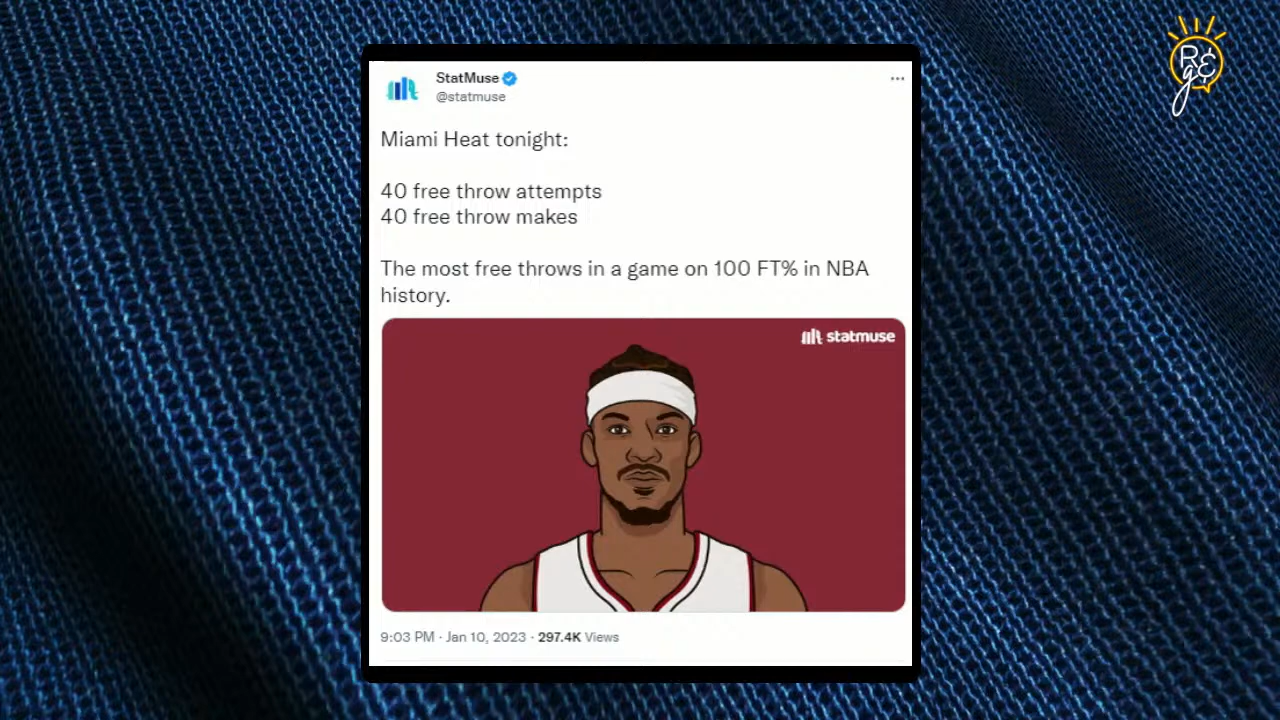 R&
g
StatMuse
@statmuse
Miami Heat tonight:
40 free throw attempts
40 free throw makes
The most free throws in a game on 100 FT% in NBA
history.
statmuse
9:03 PM · Jan 10, 2023 · 297.4K Views